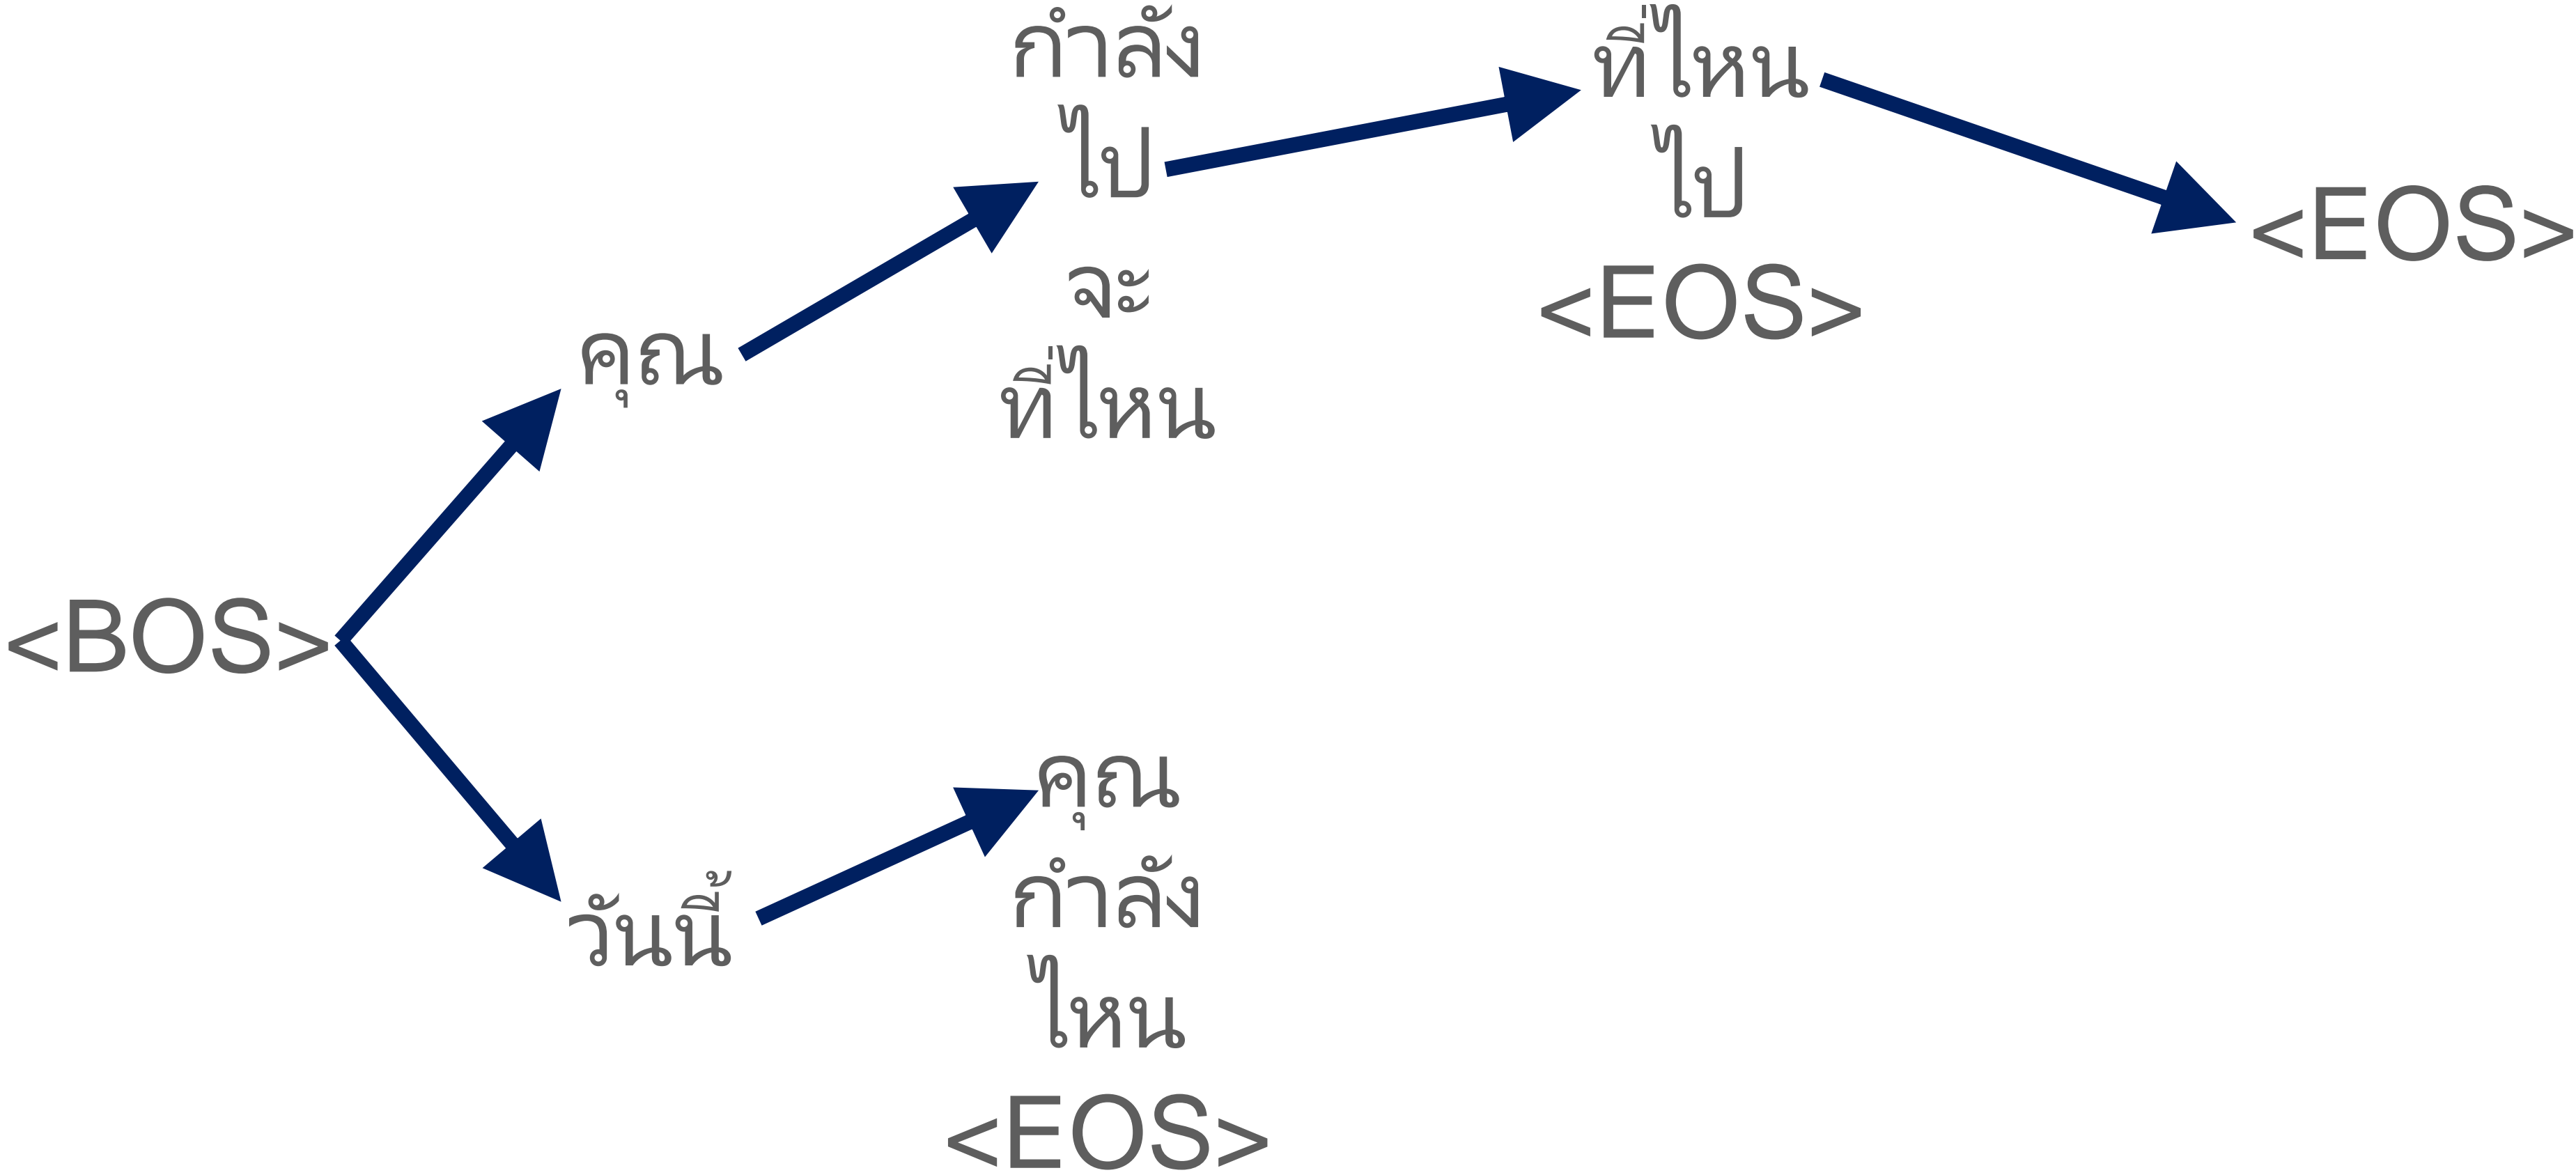 <BOS>
คุณ
วันนี้
กำลัง
ไป
จะ
ที่ไหน
คุณ
กำลัง
ไหน
<EOS>
ที่ไหน
ไป
<EOS>
<EOS>